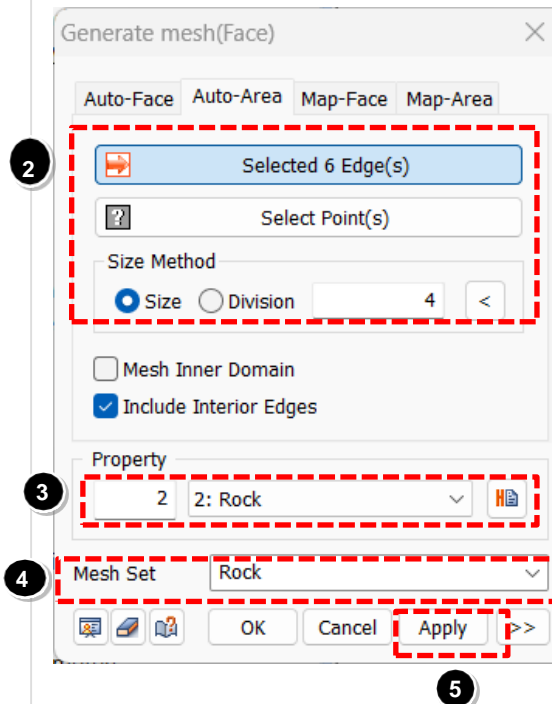 Generate mesh(Face)
Auto-Face Auto-Area Map-Face Map-Area
2
Selected 6 Edge(s)
? Select Point(s)
Size Method
Size Division 4 <
Mesh Inner Domain
Include Interior Edges
Property
3
2 2: Rock
4
Mesh Set Rock
OK Cancel Apply >>
5